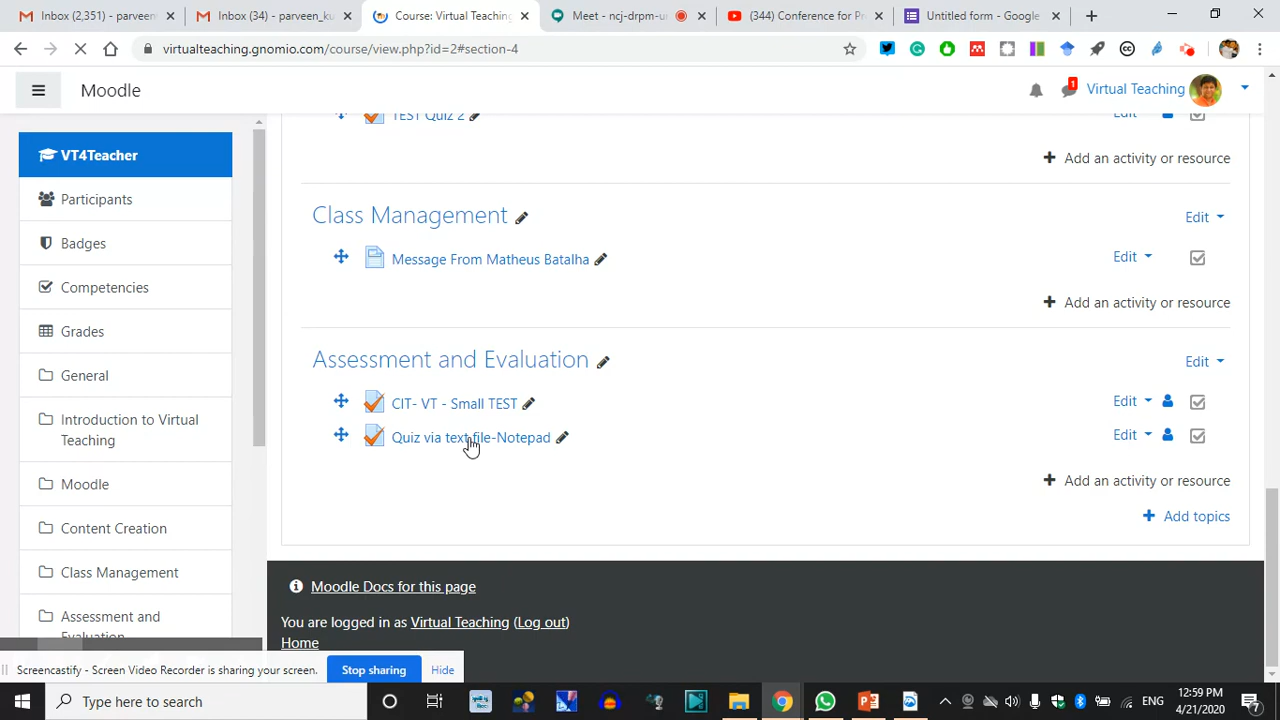 Inbox (2,351) - parveen
Inbox (34) - parveen_ku
Course: Virtual Teaching
Meet - ncj-drpm-u
(344) Conference for Pr
Untitled form - Google
virtualteaching.gnomio.com/course/view.php?id=2#section-4
Moodle
1
Virtual Teaching
VT4Teacher
Participants
Badges
Competencies
Grades
General
Introduction to Virtual
Teaching
Moodle
Content Creation
Class Management
Assessment and
Evaluation
TEST Quiz 2
Edit
Add an activity or resource
Class Management
Edit
Message From Matheus Batalha
Edit
Add an activity or resource
Assessment and Evaluation
Edit
CIT- VT - Small TEST
Edit
Quiz via text file-Notepad
Edit
Add an activity or resource
Add topics
Moodle Docs for this page
You are logged in as Virtual Teaching (Log out)
Home
Screencastify - Screen Video Recorder is sharing your screen.
Stop sharing
Hide
Type here to search
ENG
12:59 PM
4/21/2020
7